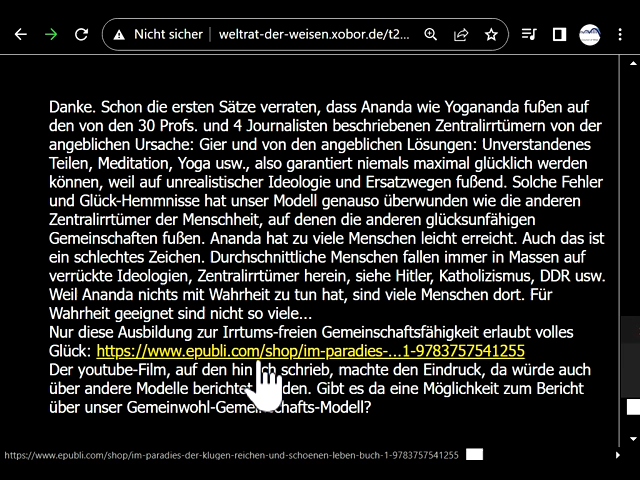 Nicht sicher weltrat-der-weisen.xobor.de/t2...
Danke. Schon die ersten Sätze verraten, dass Ananda wie Yogananda fußen auf
den von den 30 Profs. und 4 Journalisten beschriebenen Zentralirrtümern von der
angeblichen Ursache: Gier und von den angeblichen Lösungen: Unverstandenes
Teilen, Meditation, Yoga usw., also garantiert niemals maximal glücklich werden
können, weil auf unrealistischer Ideologie und Ersatzwegen fußend. Solche Fehler
und Glück-Hemmnisse hat unser Modell genauso überwunden wie die anderen
Zentralirrtümer der Menschheit, auf denen die anderen glücksunfähigen
Gemeinschaften fußen. Ananda hat zu viele Menschen leicht erreicht. Auch das ist
ein schlechtes Zeichen. Durchschnittliche Menschen fallen immer in Massen auf
verrückte Ideologien, Zentralirrtümer herein, siehe Hitler, Katholizismus, DDR usw.
Weil Ananda nichts mit Wahrheit zu tun hat, sind viele Menschen dort. Für
Wahrheit geeignet sind nicht so viele...
Nur diese Ausbildung zur Irrtums-freien Gemeinschaftsfähigkeit erlaubt volles
Glück: https://www.epubli.com/shop/im-paradies-...1-9783757541255
Der youtube-Film, auf den hin ich schrieb, machte den Eindruck, da würde auch
über andere Modelle berichtet. Gibt es da eine Möglichkeit zum Bericht
über unser Gemeinwohl-Gemeinschafts-Modell?
https://www.epubli.com/shop/im-paradies-der-klugen-reichen-und-schoenen-leben-buch-1-9783757541255